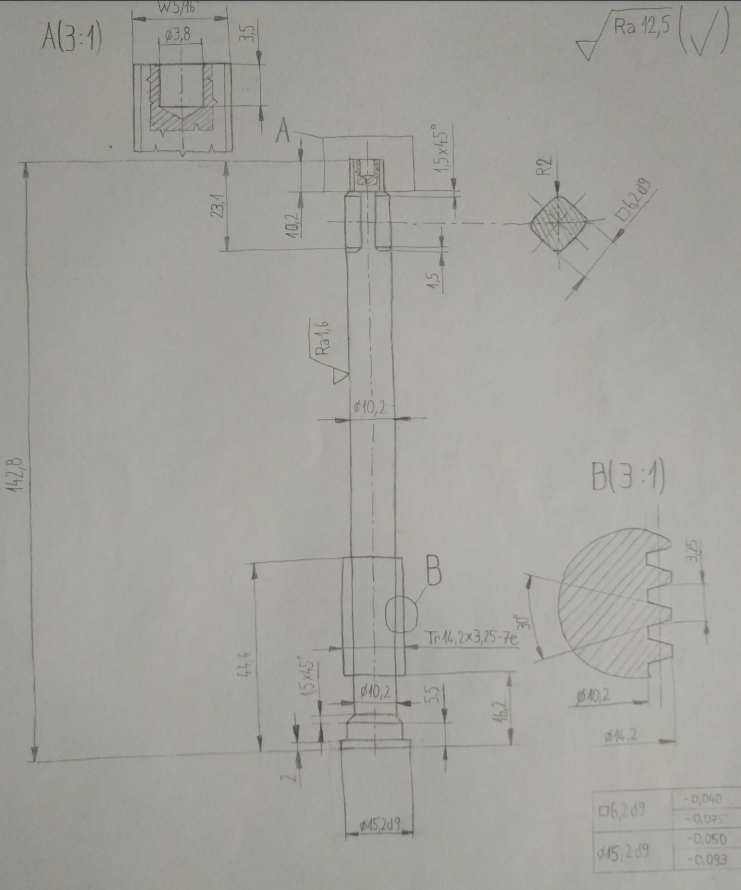 W5/16"
A(3:1)
ø3,8
3,5
Ra 12,5 (√)
A
1,5x45°
R2
□6,2d9
23,1
10,2
1,5
Ra1,6
ø10,2
142,8
B(3:1)
3,25
30°
B
Tr14,2x3,25-7e
44,4
1,5x45°
ø10,2
5,5
16,2
ø10,2
ø14,2
2
ø15,2d9
□6,2d9
-0,040
-0,075
ø15,2d9
-0,050
-0,093